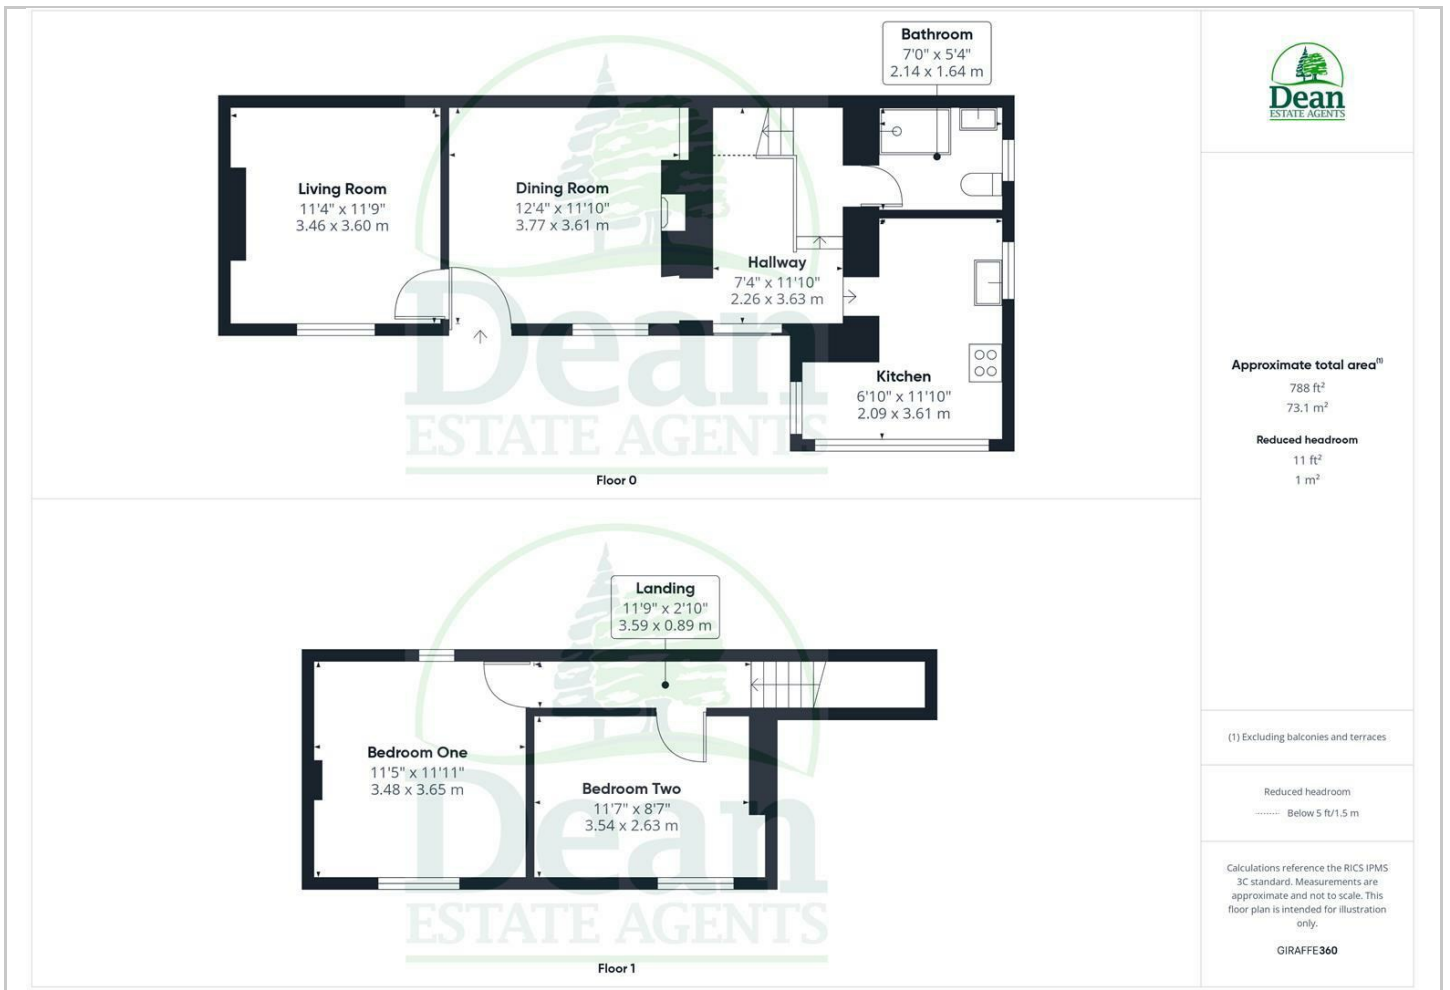 Bathroom
7'0" x 5'4"
2.14 x 1.64 m
Living Room
11'4" x 11'9"
3.46 x 3.60 m
Dining Room
12'4" x 11'10"
3.77 x 3.61 m
Hallway
7'4" x 11'10"
2.26 x 3.63 m
Kitchen
6'10" x 11'10"
2.09 x 3.61 m
Dean
ESTATE AGENTS
Floor 0
Landing
11'9" x 2'10"
3.59 x 0.89 m
Bedroom One
11'5" x 11'11"
3.48 x 3.65 m
Bedroom Two
11'7" x 8'7"
3.54 x 2.63 m
Dean
ESTATE AGENTS
Floor 1
Dean
ESTATE AGENTS
Approximate total area(1)
788 ft²
73.1 m²
Reduced headroom
11 ft²
1 m²
(1) Excluding balconies and terraces
Reduced headroom
Below 5 ft/1.5 m
Calculations reference the RICS IPMS
3C standard. Measurements are
approximate and not to scale. This
floor plan is intended for illustration
only.
GIRAFFE360